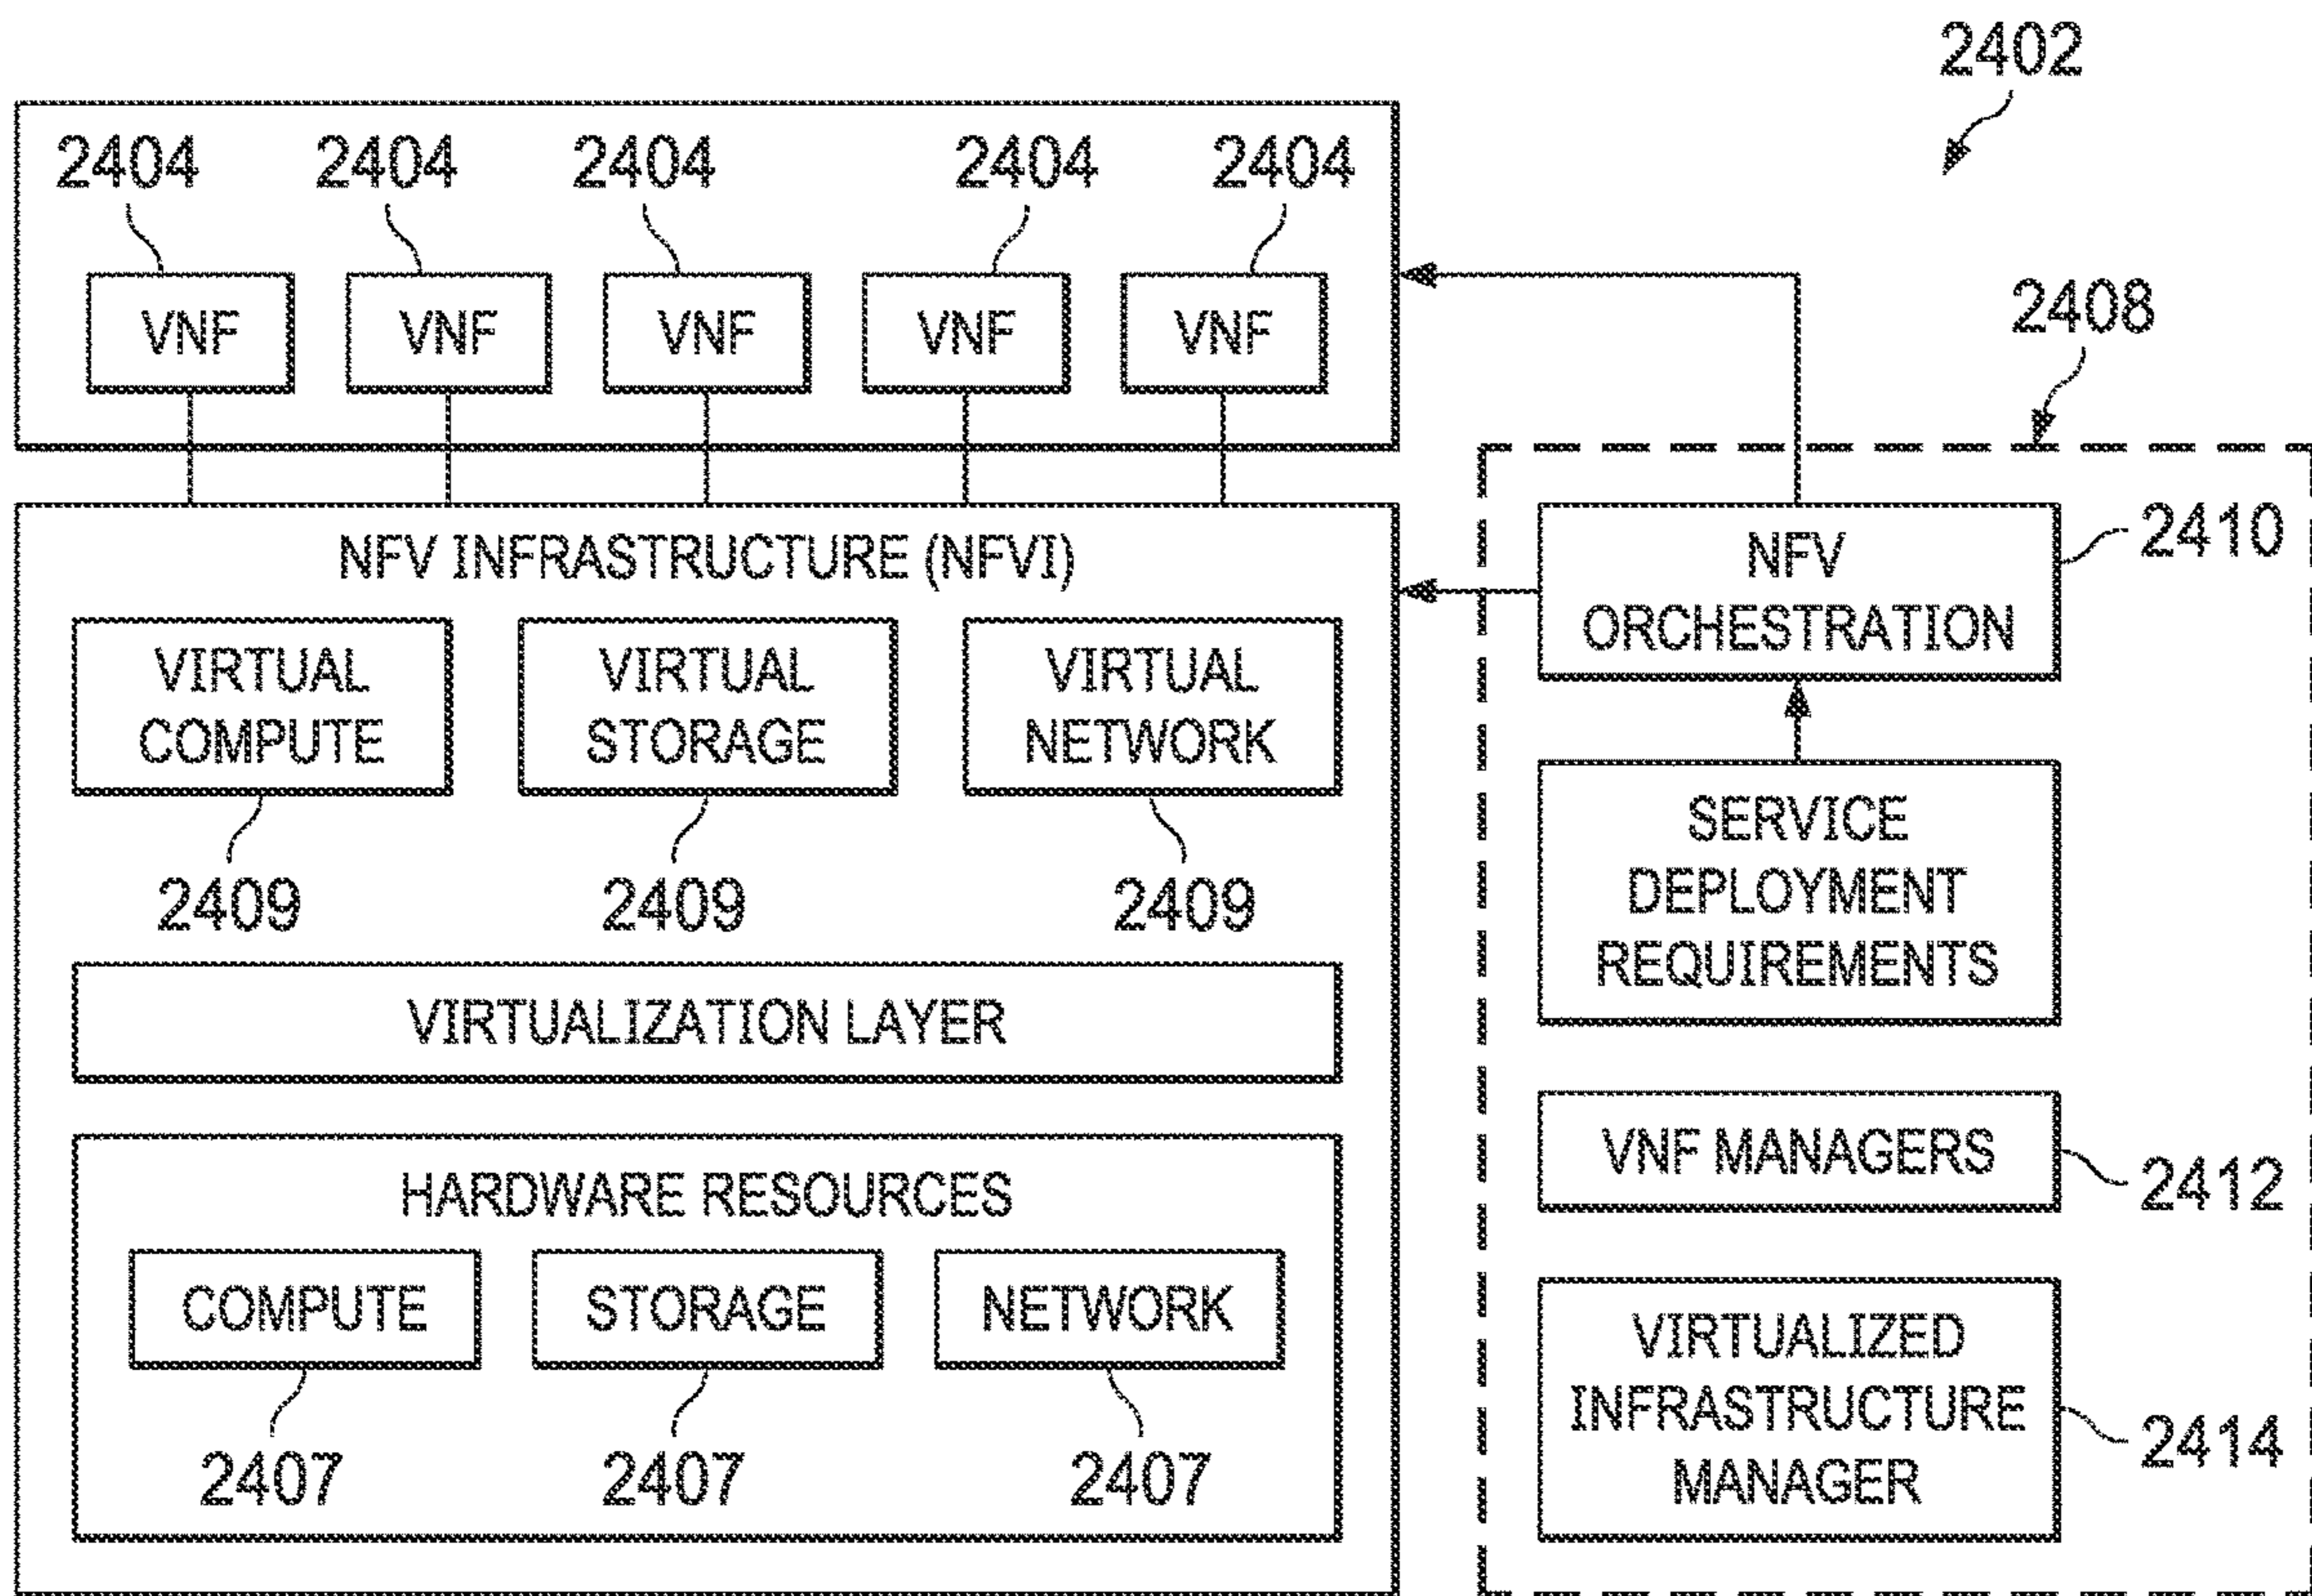 2402
2404 2404 2404 2404 2404
VNF VNF VNF VNF VNF
2408
NFV INFRASTRUCTURE (NFVI)
VIRTUAL
COMPUTE
VIRTUAL
STORAGE
VIRTUAL
NETWORK
2409 2409 2409
VIRTUALIZATION LAYER
HARDWARE RESOURCES
COMPUTE STORAGE NETWORK
2407 2407 2407
NFV
ORCHESTRATION
2410
SERVICE
DEPLOYMENT
REQUIREMENTS
VNF MANAGERS
2412
VIRTUALIZED
INFRASTRUCTURE
MANAGER
2414